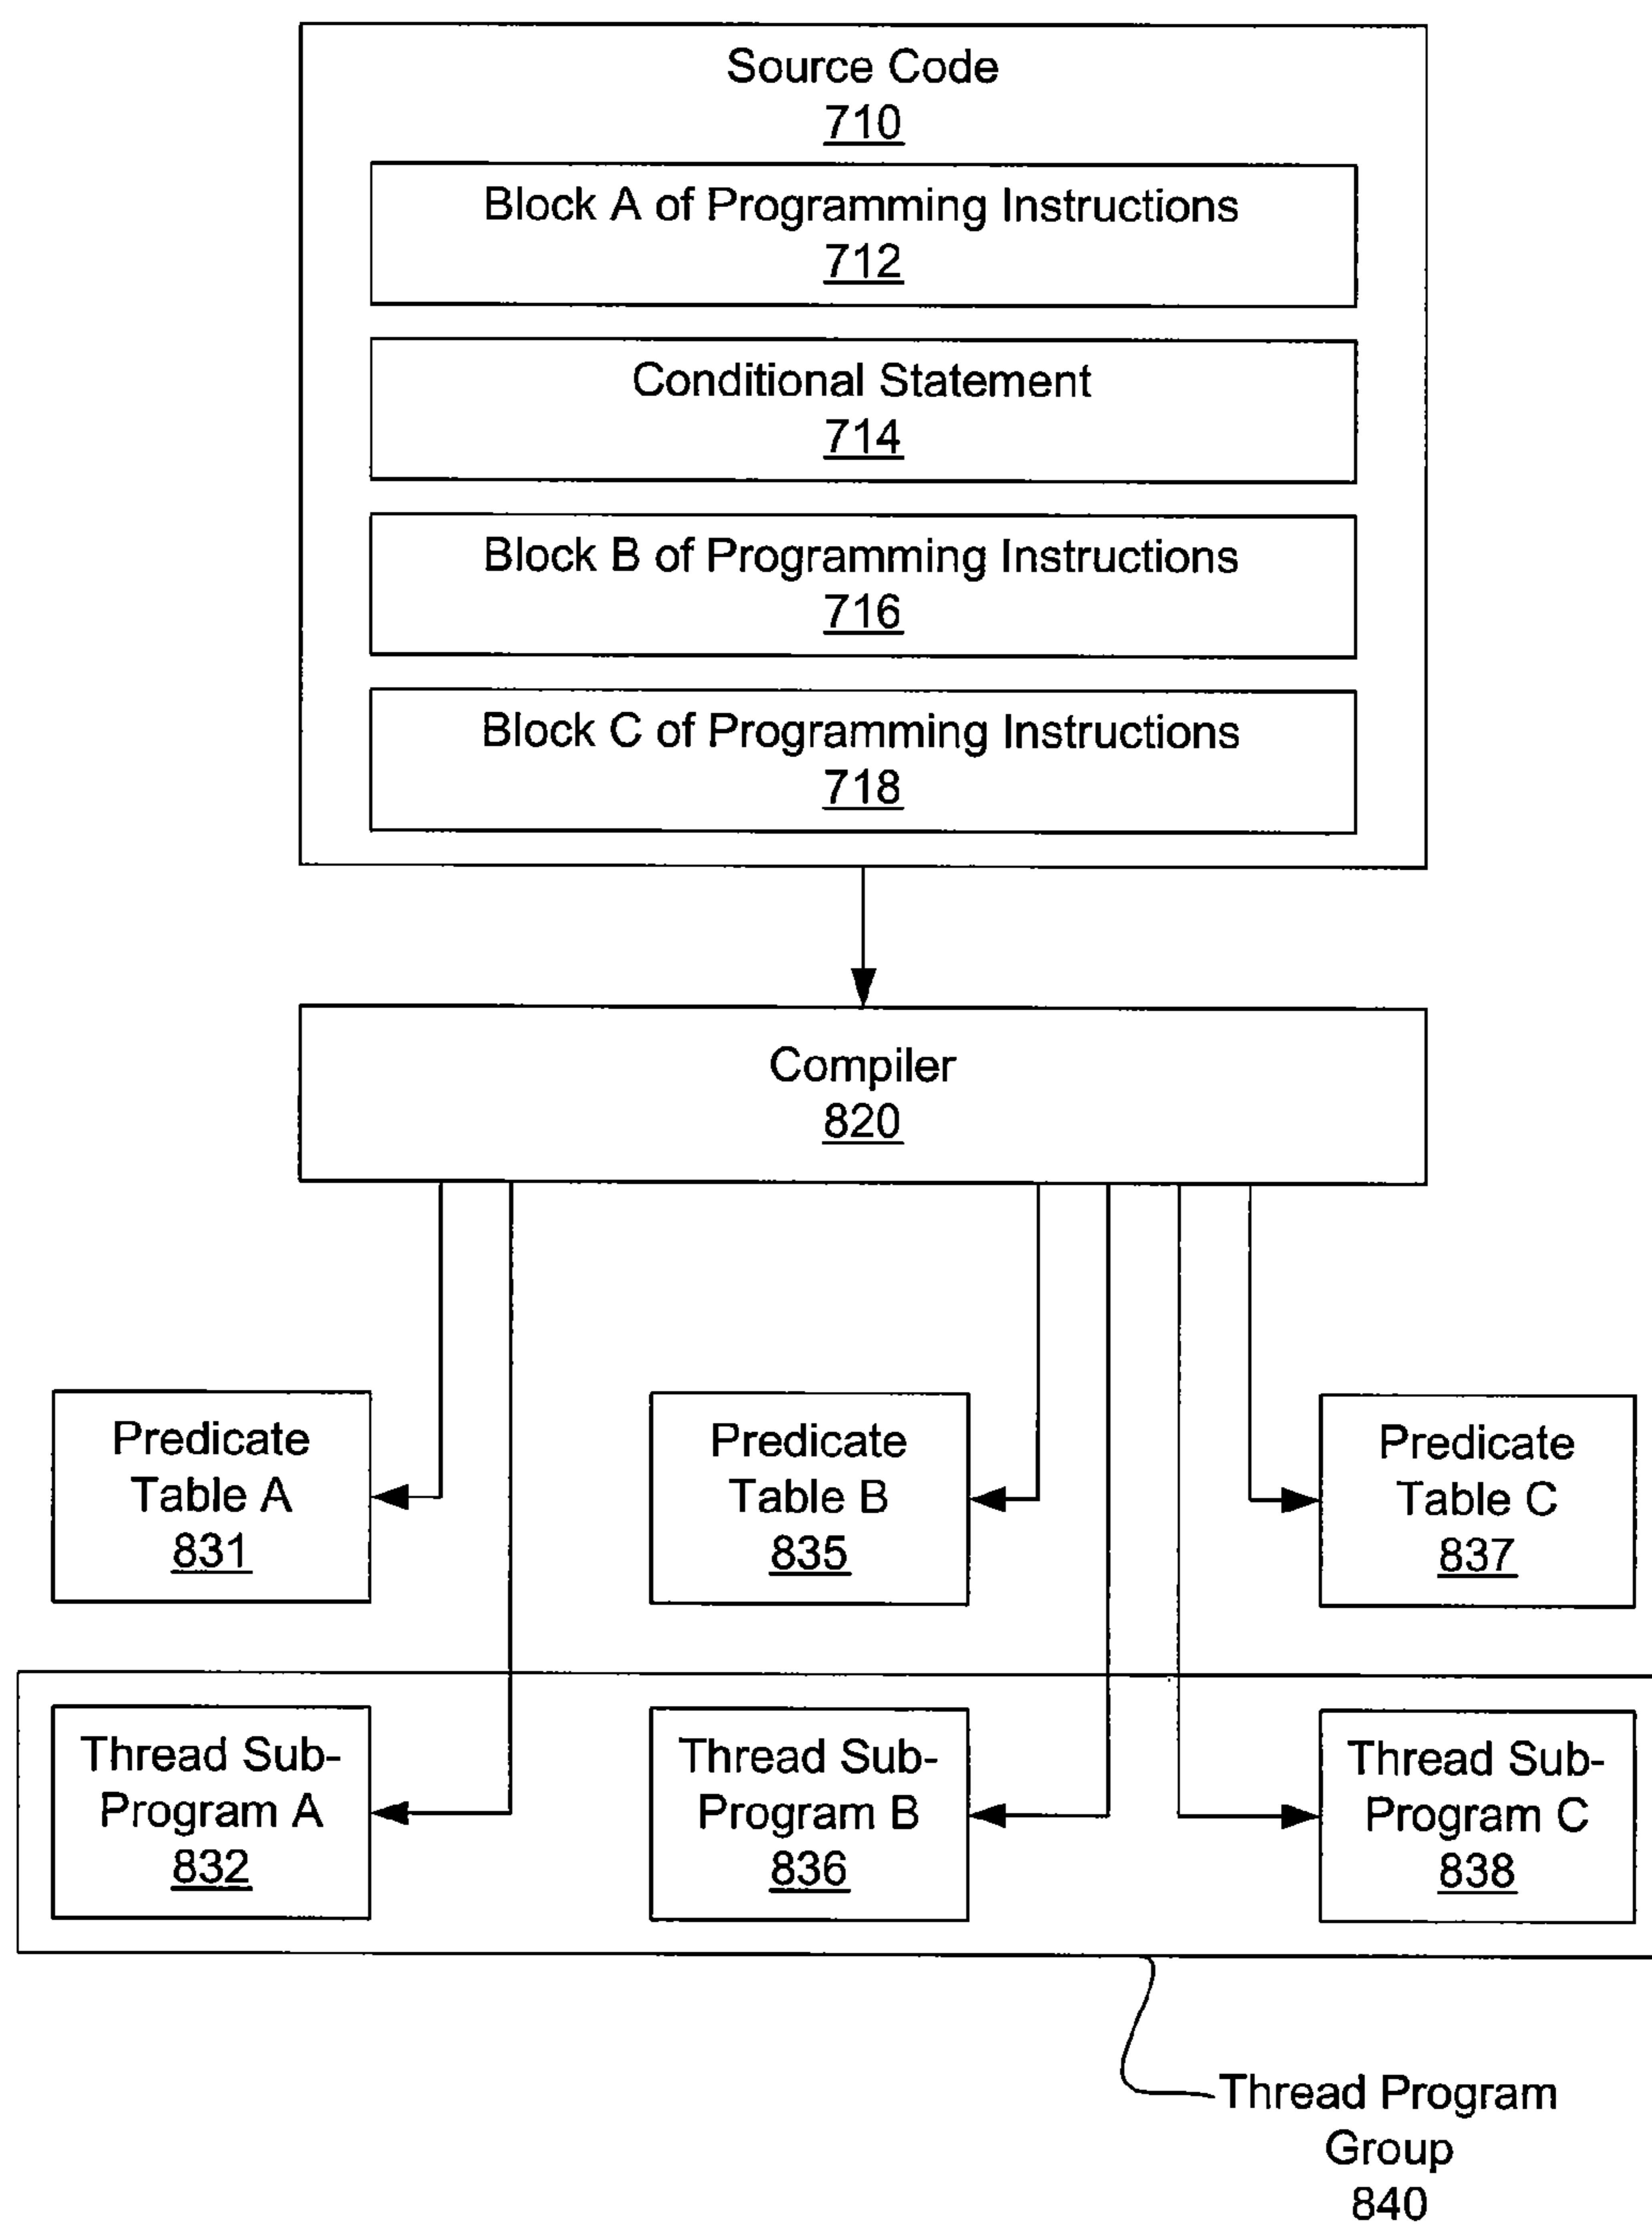 Source Code
710
Block A of Programming Instructions
712
Conditional Statement
714
Block B of Programming Instructions
716
Block C of Programming Instructions
718
Compiler
820
Predicate
Table A
831
Predicate
Table B
835
Predicate
Table C
837
Thread Sub-
Program A
832
Thread Sub-
Program B
836
Thread Sub-
Program C
838
Thread Program
Group
840